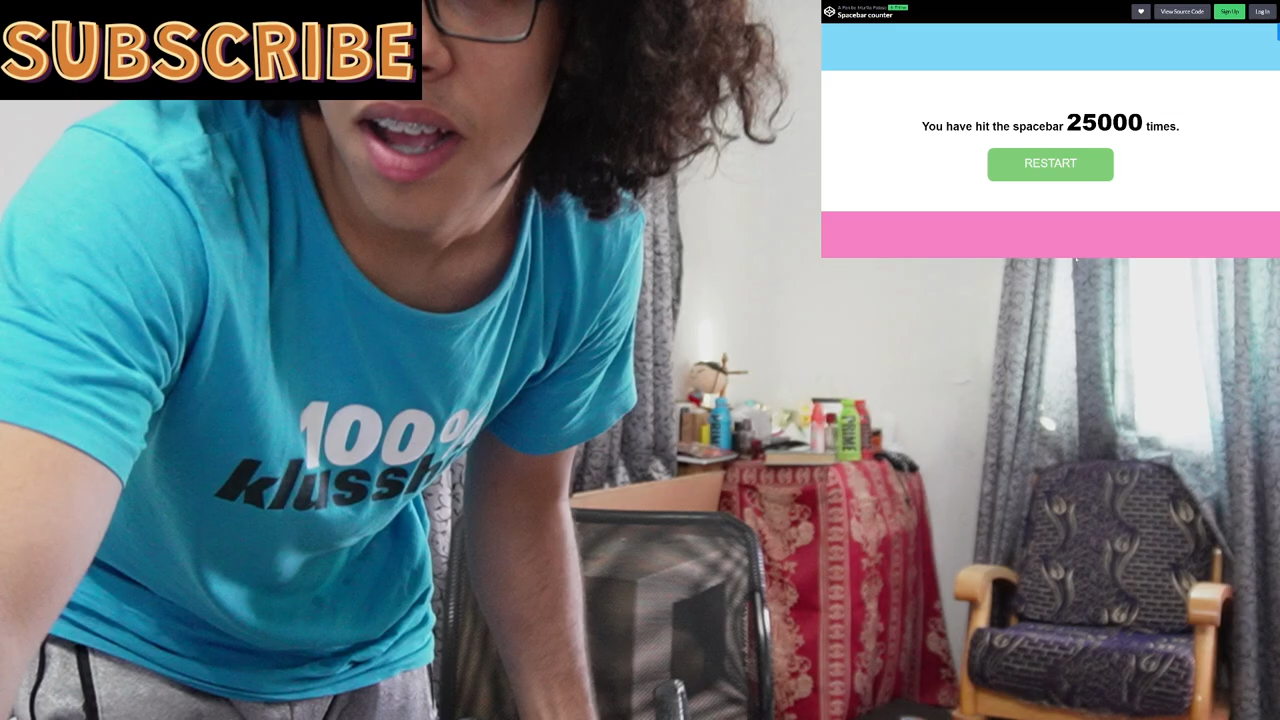 SUBSCRIBE
Spacebar counter
View Source Code
Sign Up
Log In
You have hit the spacebar 25000 times.
RESTART
100%
PRIME